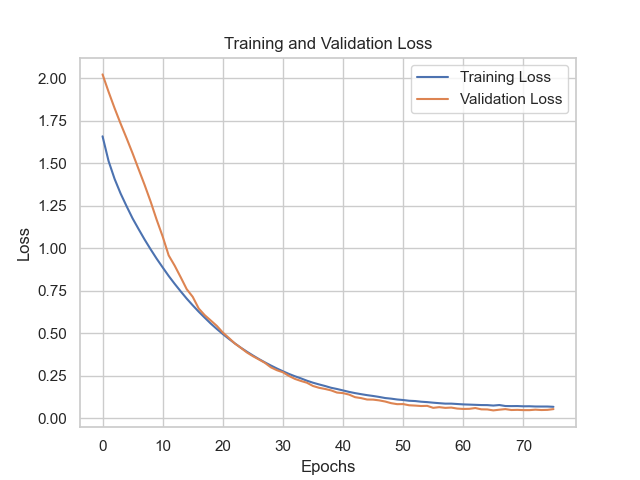 Training and Validation Loss
Training Loss
Validation Loss
2.00
1.75
1.50
1.25
1.00
0.75
0.50
0.25
0.00
Loss
0 10 20 30 40 50 60 70
Epochs